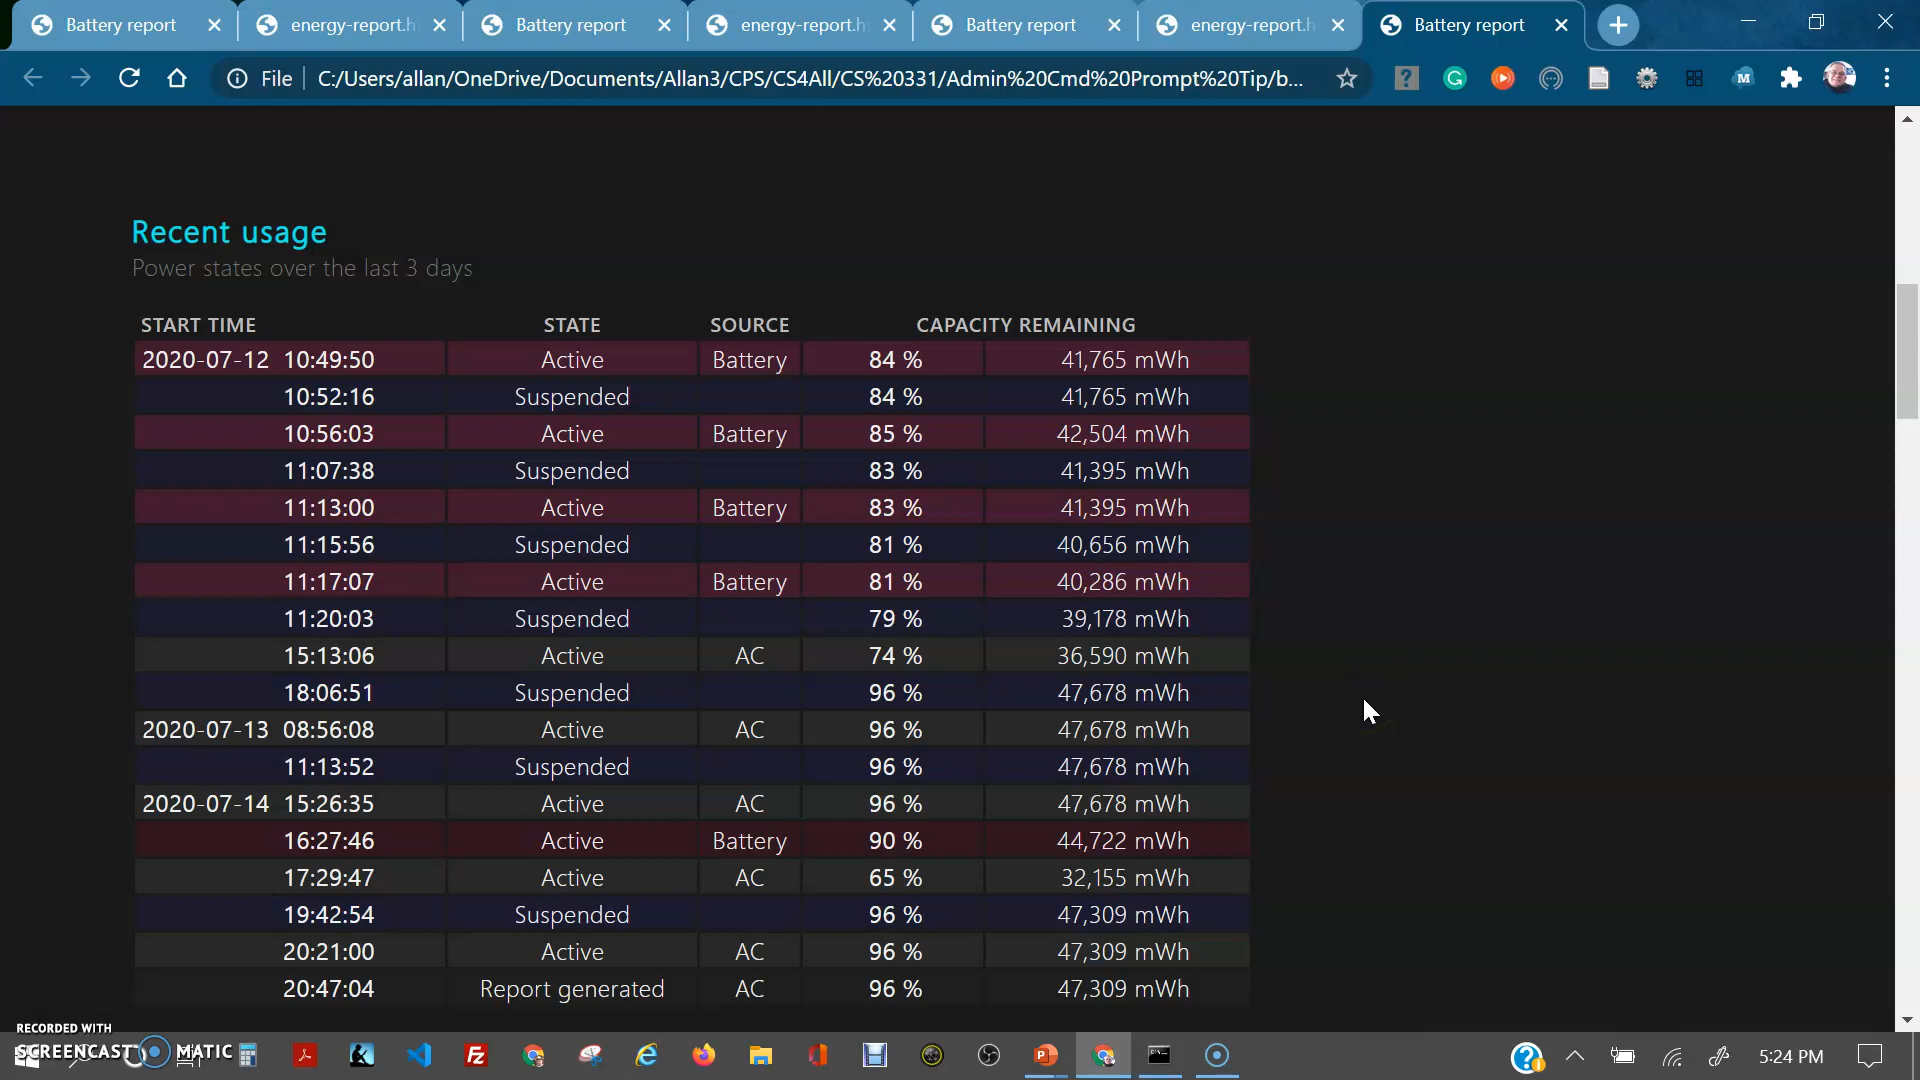 Battery report
energy-report.h
Battery report
energy-report.h
Battery report
energy-report.h
Battery report
File
C:/Users/allan/OneDrive/Documents/Allan3/CPS/CS4All/CS%20331/Admin%20Cmd%20Prompt%20Tip/b...
Recent usage
Power states over the last 3 days
START TIME STATE SOURCE CAPACITY REMAINING
2020-07-12 10:49:50 Active Battery 84 % 41,765 mWh
10:52:16 Suspended 84 % 41,765 mWh
10:56:03 Active Battery 85 % 42,504 mWh
11:07:38 Suspended 83 % 41,395 mWh
11:13:00 Active Battery 83 % 41,395 mWh
11:15:56 Suspended 81 % 40,656 mWh
11:17:07 Active Battery 81 % 40,286 mWh
11:20:03 Suspended 79 % 39,178 mWh
15:13:06 Active AC 74 % 36,590 mWh
18:06:51 Suspended 96 % 47,678 mWh
2020-07-13 08:56:08 Active AC 96 % 47,678 mWh
11:13:52 Suspended 96 % 47,678 mWh
2020-07-14 15:26:35 Active AC 96 % 47,678 mWh
16:27:46 Active Battery 90 % 44,722 mWh
17:29:47 Active AC 65 % 32,155 mWh
19:42:54 Suspended 96 % 47,309 mWh
20:21:00 Active AC 96 % 47,309 mWh
20:47:04 Report generated AC 96 % 47,309 mWh
RECORDED WITH
SCREENCAST MATIC
5:24 PM